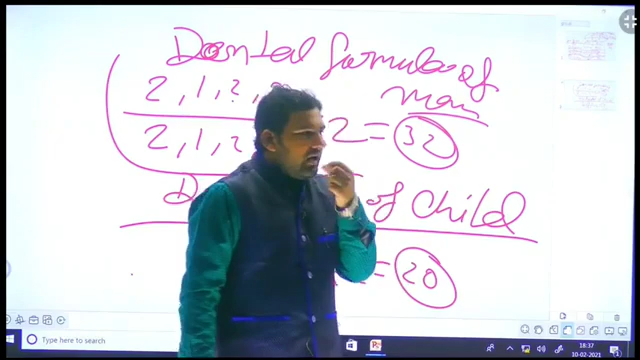 Dental formula of
man
2, 1, 2,
2, 1, 2 2 = 32
D of Child
= 20
Type here to search
18:37
10-02-2021